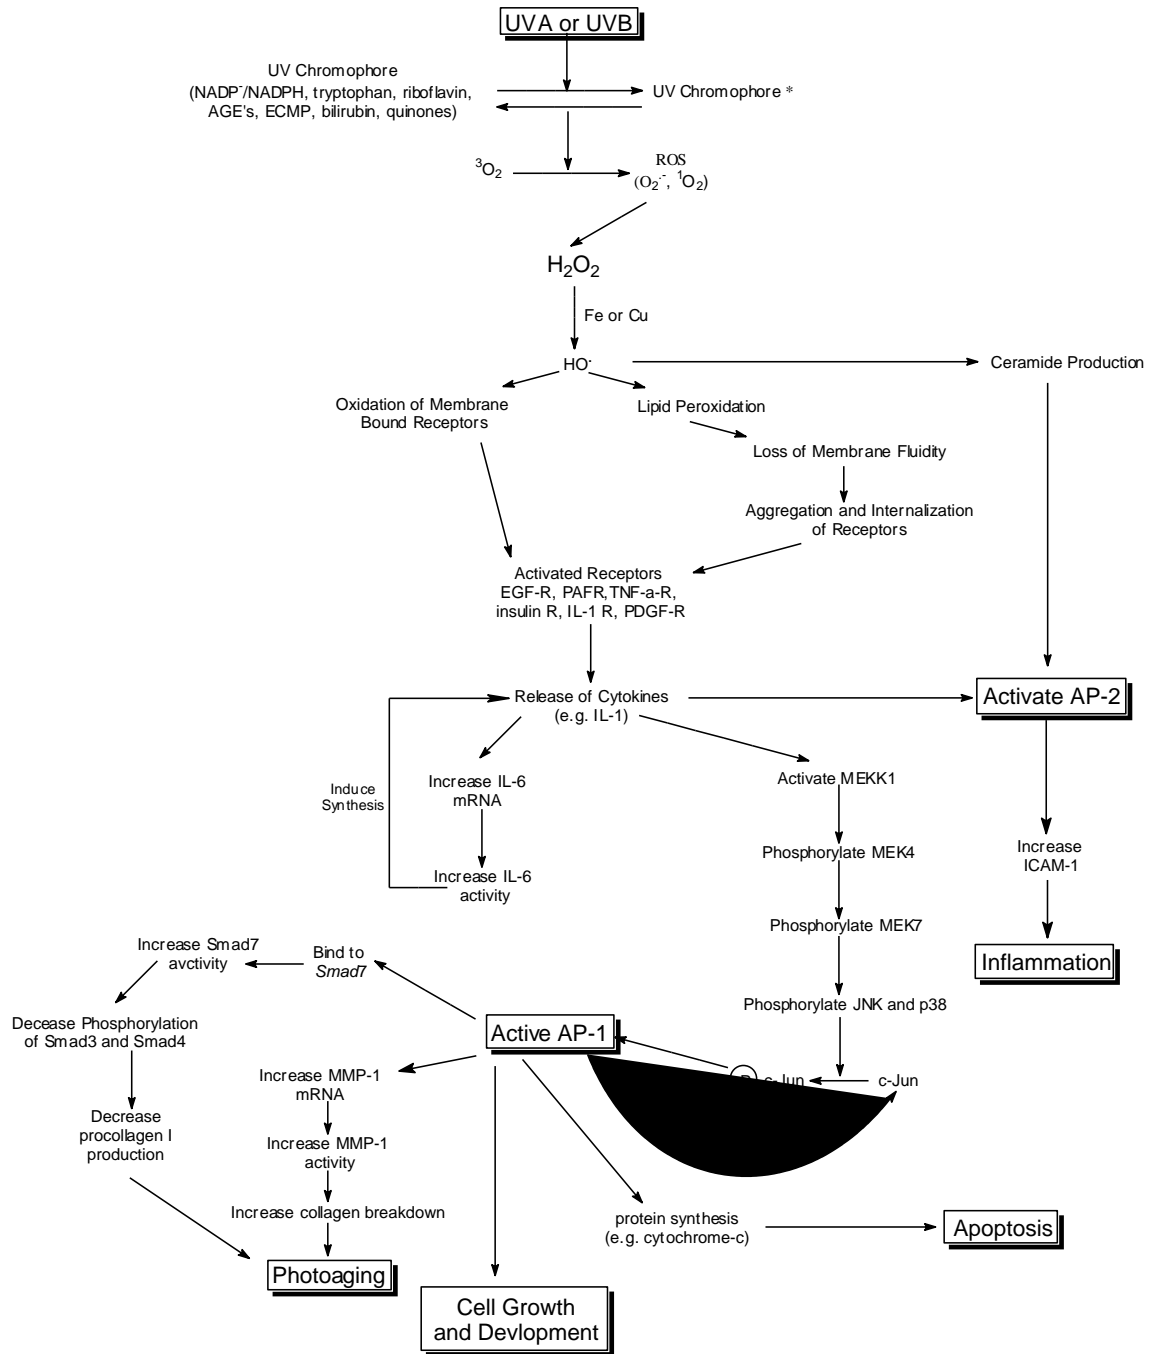 UVA or UVB
UV Chromophore
(NADP⁻/NADPH, tryptophan, riboflavin,
AGE's, ECMP, bilirubin, quinones)
UV Chromophore *
³O₂
ROS
(O₂·⁻, ¹O₂)
H₂O₂
Fe or Cu
HO·
Ceramide Production
Oxidation of Membrane
Bound Receptors
Lipid Peroxidation
Loss of Membrane Fluidity
Aggregation and Internalization
of Receptors
Activated Receptors
EGF-R, PAFR,TNF-a-R,
insulin R, IL-1 R, PDGF-R
Release of Cytokines
(e.g. IL-1)
Activate AP-2
Induce
Synthesis
Increase IL-6
mRNA
Activate MEKK1
Increase
ICAM-1
Phosphorylate MEK4
Increase IL-6
activity
Phosphorylate MEK7
Inflammation
Increase Smad7
avctivity
Bind to
Smad7
Phosphorylate JNK and p38
Decease Phosphorylation
of Smad3 and Smad4
Active AP-1
c-Jun
c-Jun
Increase MMP-1
mRNA
Decrease
procollagen I
production
Increase MMP-1
activity
Increase collagen breakdown
protein synthesis
(e.g. cytochrome-c)
Apoptosis
Photoaging
Cell Growth
and Devlopment